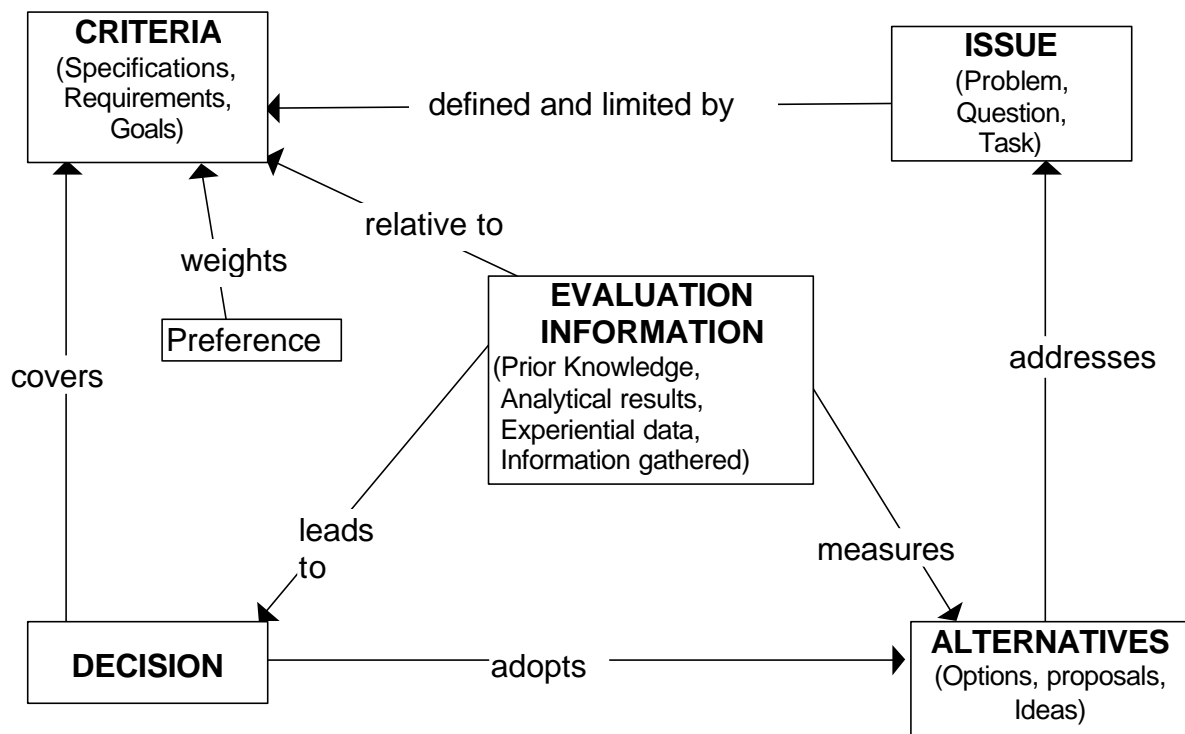 CRITERIA
(Specifications,
Requirements,
Goals)
defined and limited by
ISSUE
(Problem,
Question,
Task)
relative to
weights
Preference
covers
EVALUATION
INFORMATION
(Prior Knowledge,
Analytical results,
Experiential data,
Information gathered)
addresses
leads
to
measures
DECISION
adopts
ALTERNATIVES
(Options, proposals,
Ideas)